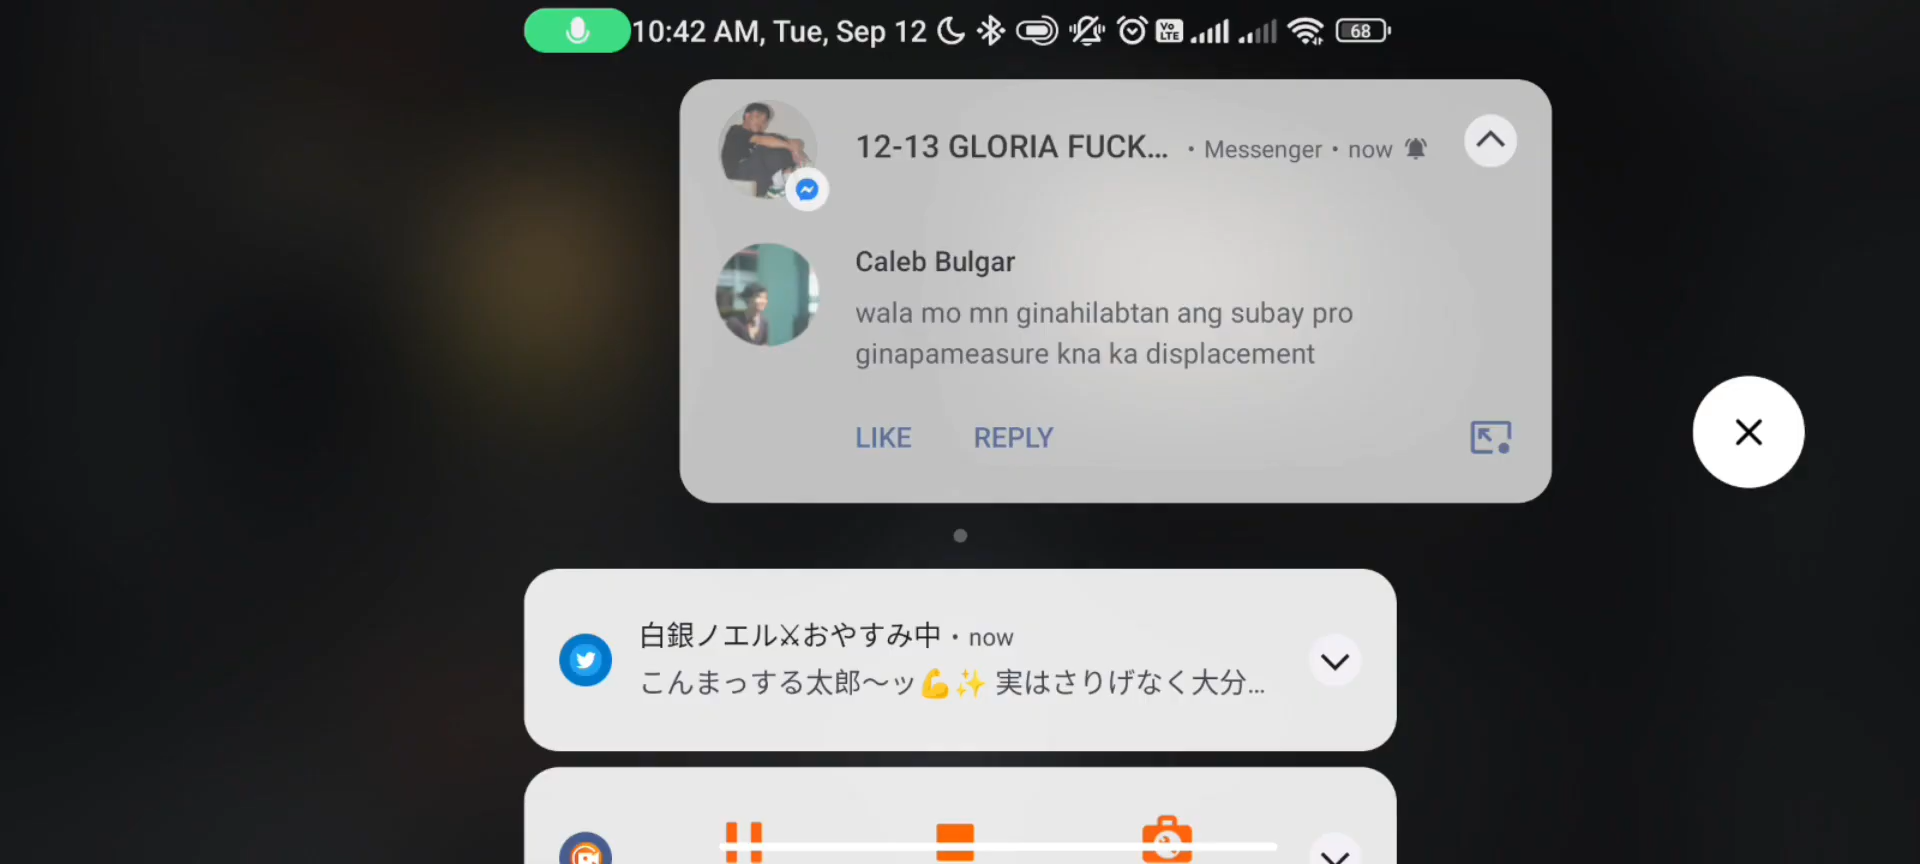 10:42 AM, Tue, Sep 12 Vo LTE 68
12-13 GLORIA FUCK... • Messenger • now
Caleb Bulgar
wala mo mn ginahilabtan ang subay pro
ginapameasure kna ka displacement
LIKE REPLY
白銀ノエル⚔おやすみ中 • now
こんまっする太郎〜ッ💪✨ 実はさりげなく大分...